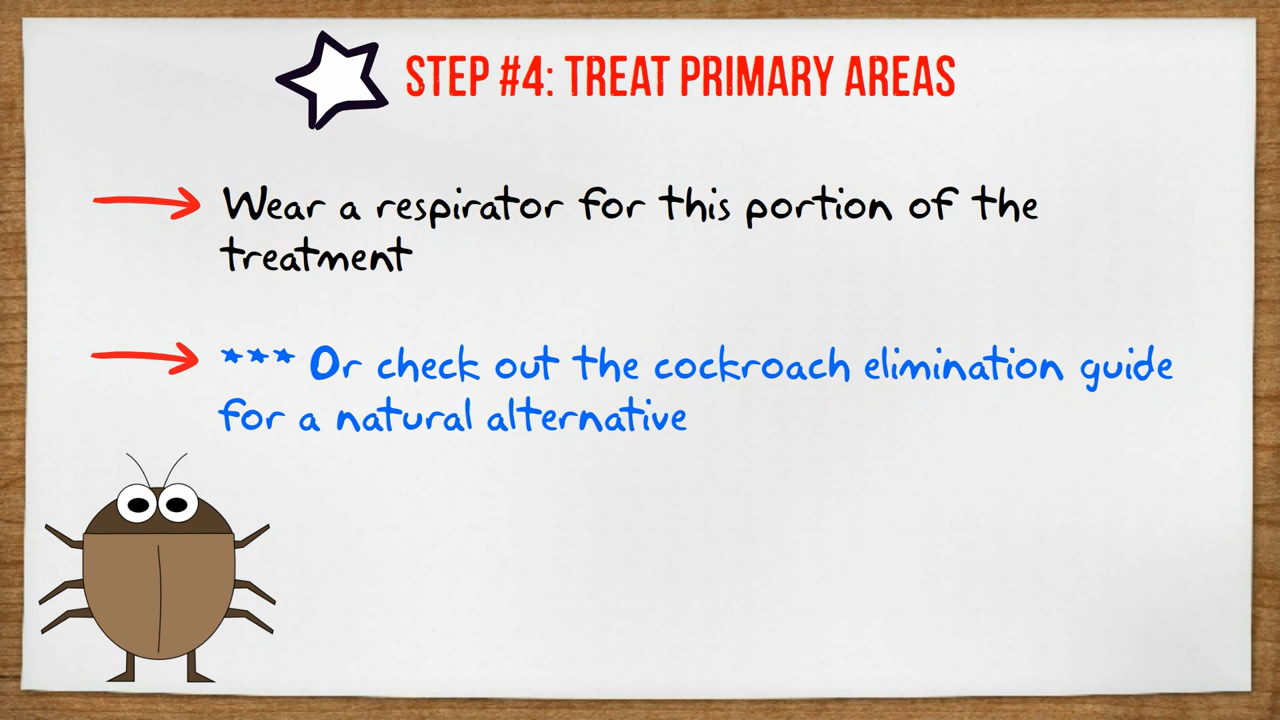 STEP #4: TREAT PRIMARY AREAS
Wear a respirator for this portion of the
treatment
*** Or check out the cockroach elimination guide
for a natural alternative